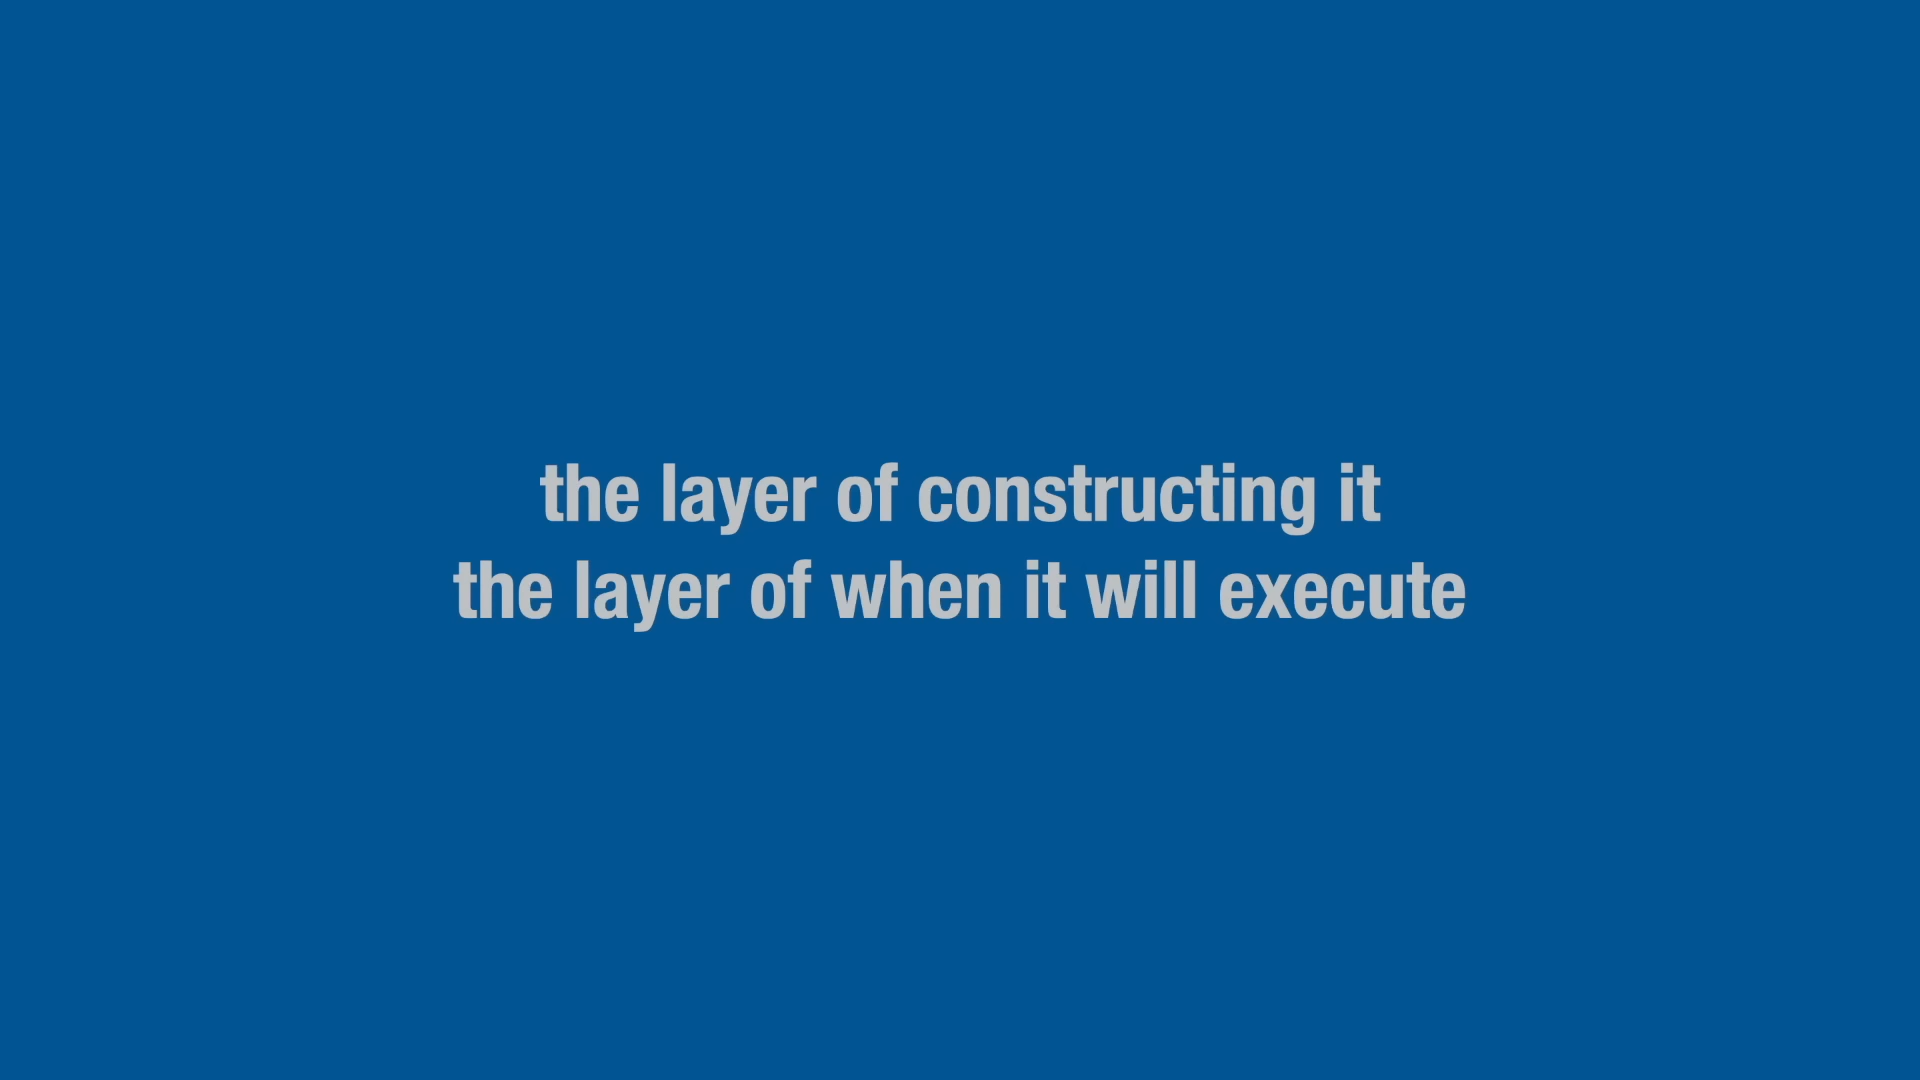 the layer of constructing it
the layer of when it will execute